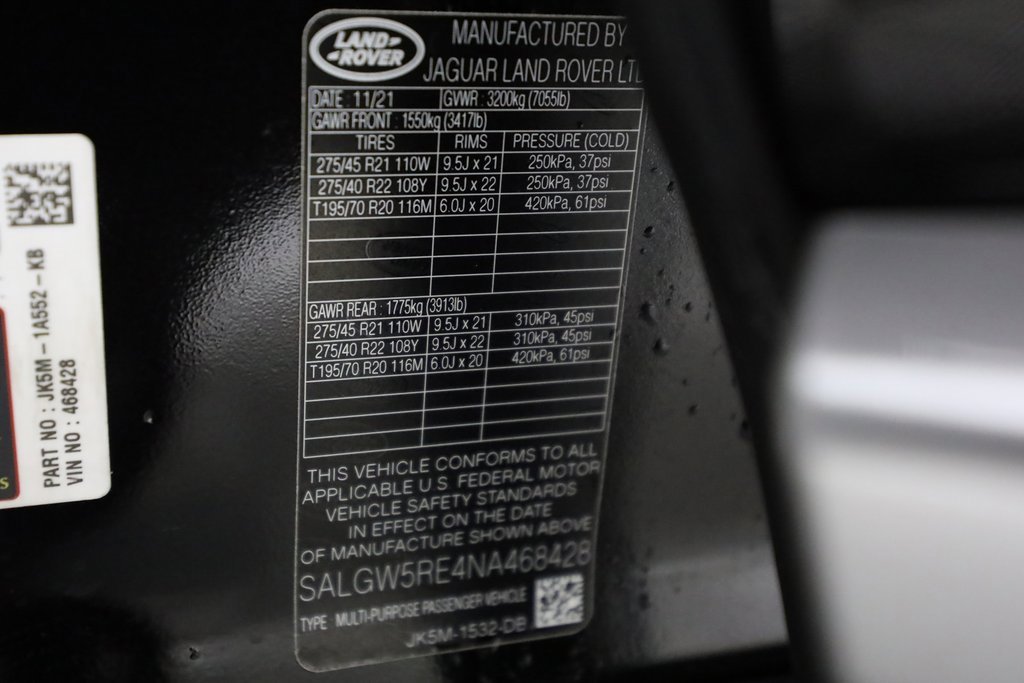 LAND-
-ROVER
MANUFACTURED BY
JAGUAR LAND ROVER LT
DATE : 11/21 GVWR : 3200kg (7055lb)
GAWR FRONT : 1550kg (3417lb)
TIRES RIMS PRESSURE (COLD)
275/45 R21 110W 9.5J x 21 250kPa, 37psi
275/40 R22 108Y 9.5J x 22 250kPa, 37psi
T195/70 R20 116M 6.0J x 20 420kPa, 61psi
GAWR REAR : 1775kg (3913lb)
275/45 R21 110W 9.5J x 21 310kPa, 45psi
275/40 R22 108Y 9.5J x 22 310kPa, 45psi
T195/70 R20 116M 6.0J x 20 420kPa, 61psi
THIS VEHICLE CONFORMS TO ALL
APPLICABLE U.S. FEDERAL MOTOR
VEHICLE SAFETY STANDARDS
IN EFFECT ON THE DATE
OF MANUFACTURE SHOWN ABOVE
SALGW5RE4NA468428
TYPE : MULTI-PURPOSE PASSENGER VEHICLE
JK5M-1532-DB
PART NO : JK5M-1A552-KB
VIN NO : 468428
S